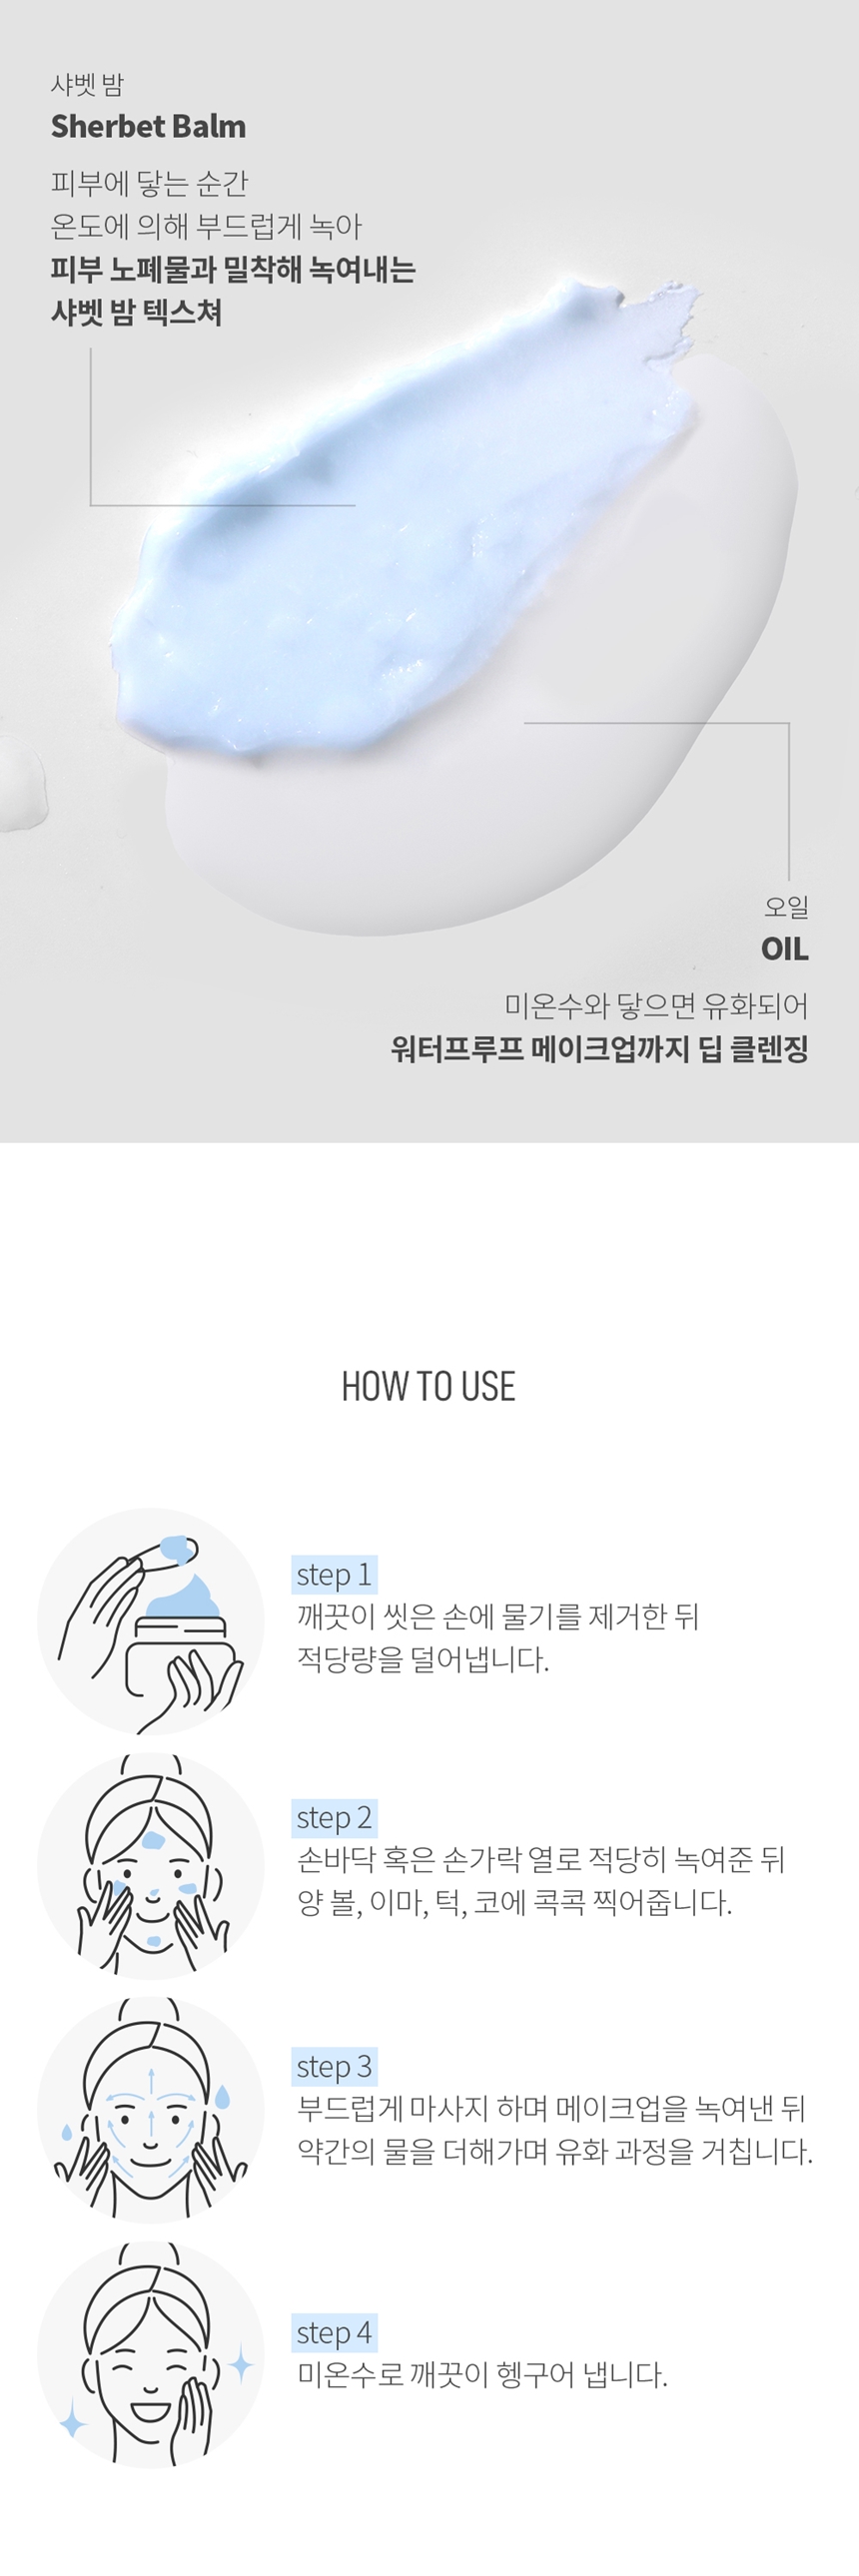 샤벳 밤
Sherbet Balm
피부에 닿는 순간
온도에 의해 부드럽게 녹아
피부 노폐물과 밀착해 녹여내는
샤벳 밤 텍스쳐
오일
OIL
미온수와 닿으면 유화되어
워터프루프 메이크업까지 딥 클렌징
HOW TO USE
step 1
깨끗이 씻은 손에 물기를 제거한 뒤
적당량을 덜어냅니다.
step 2
손바닥 혹은 손가락 열로 적당히 녹여준 뒤
양 볼, 이마, 턱, 코에 콕콕 찍어줍니다.
step 3
부드럽게 마사지 하며 메이크업을 녹여낸 뒤
약간의 물을 더해가며 유화 과정을 거칩니다.
step 4
미온수로 깨끗이 헹구어 냅니다.